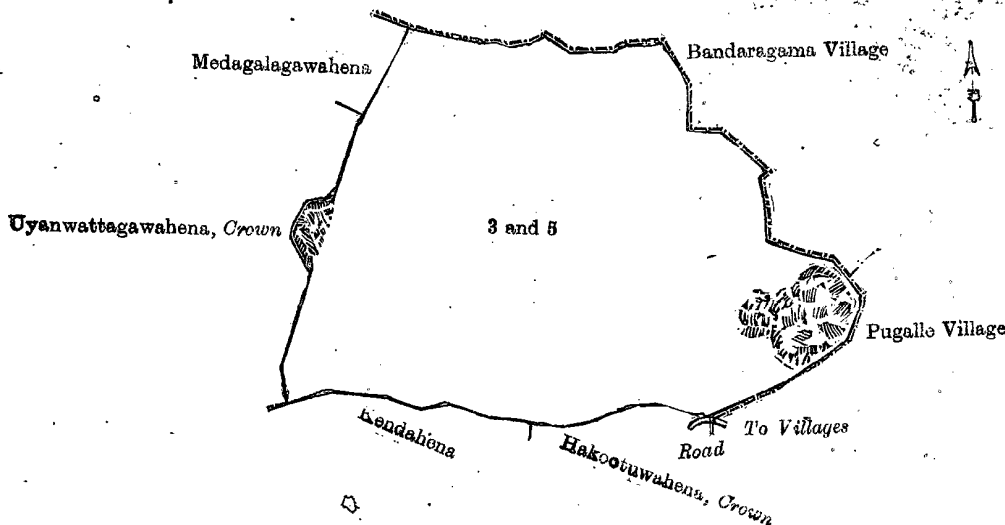 Medagalagawahena
Bandaragama Village
Uyanwattagawahena, Crown
3 and 5
Pugalle Village
Kendahena
Hakootuwahena, Crown
Road
To Villages